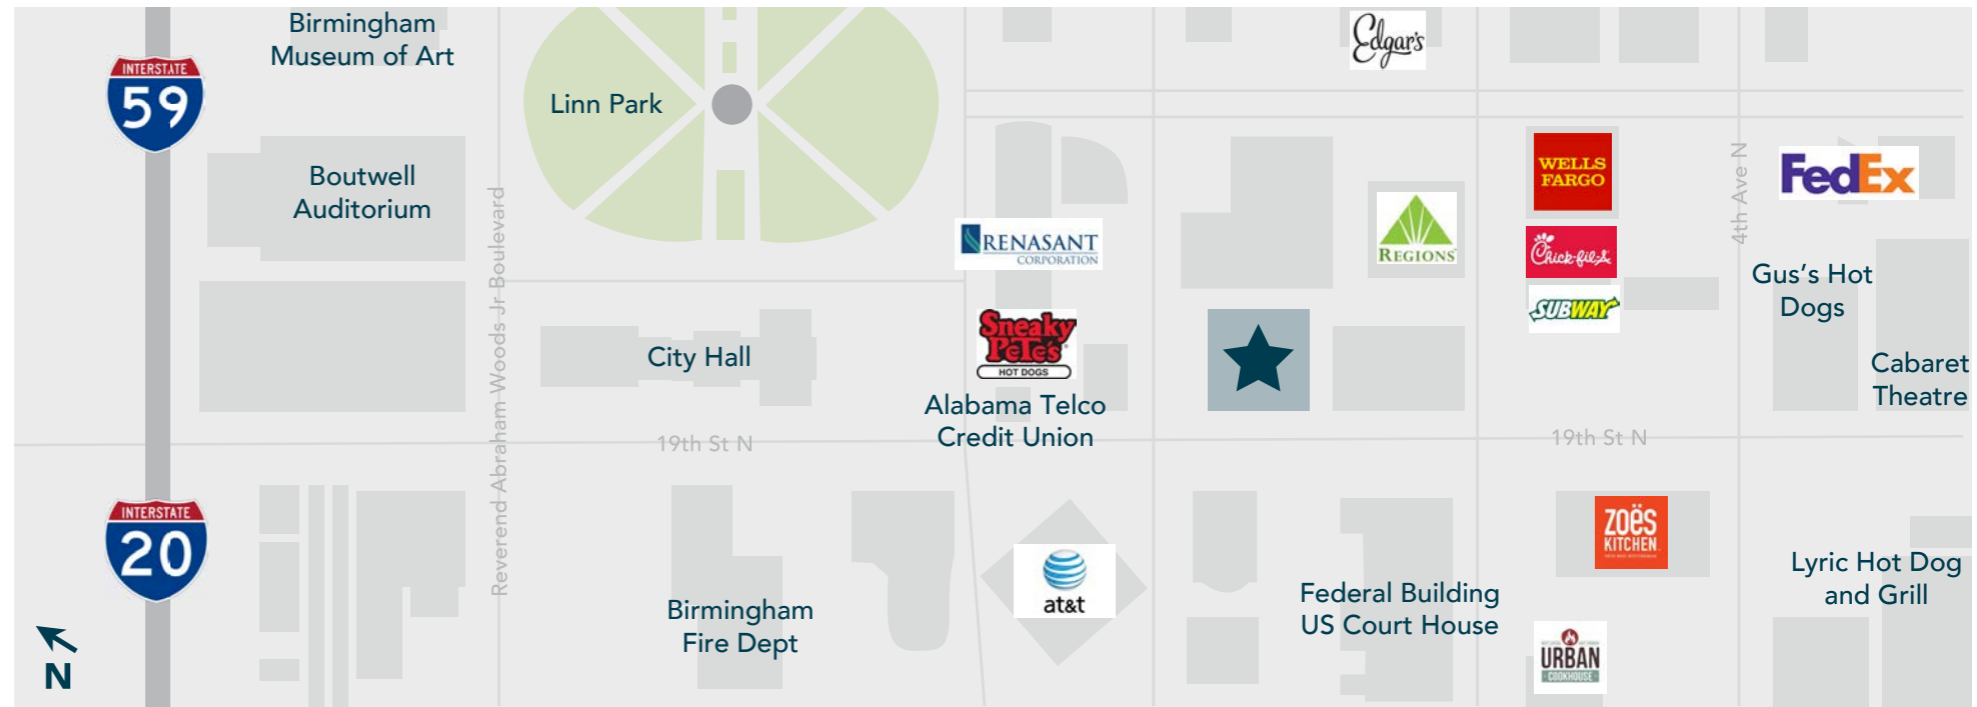 Birmingham
Museum of Art
Edgar's
INTERSTATE
59
Linn Park
Boutwell
Auditorium
Reverend Abraham Woods Jr Boulevard
WELLS
FARGO
4th Ave N
FedEx
RENASANT
CORPORATION
REGIONS
Chick-fil-A
SUBWAY
Gus's Hot
Dogs
Sneaky
PeTe's
HOT DOGS
City Hall
Cabaret
Theatre
Alabama Telco
Credit Union
19th St N
19th St N
INTERSTATE
20
ZOËS
KITCHEN
at&t
Birmingham
Fire Dept
Federal Building
US Court House
Lyric Hot Dog
and Grill
URBAN
COOKHOUSE
N